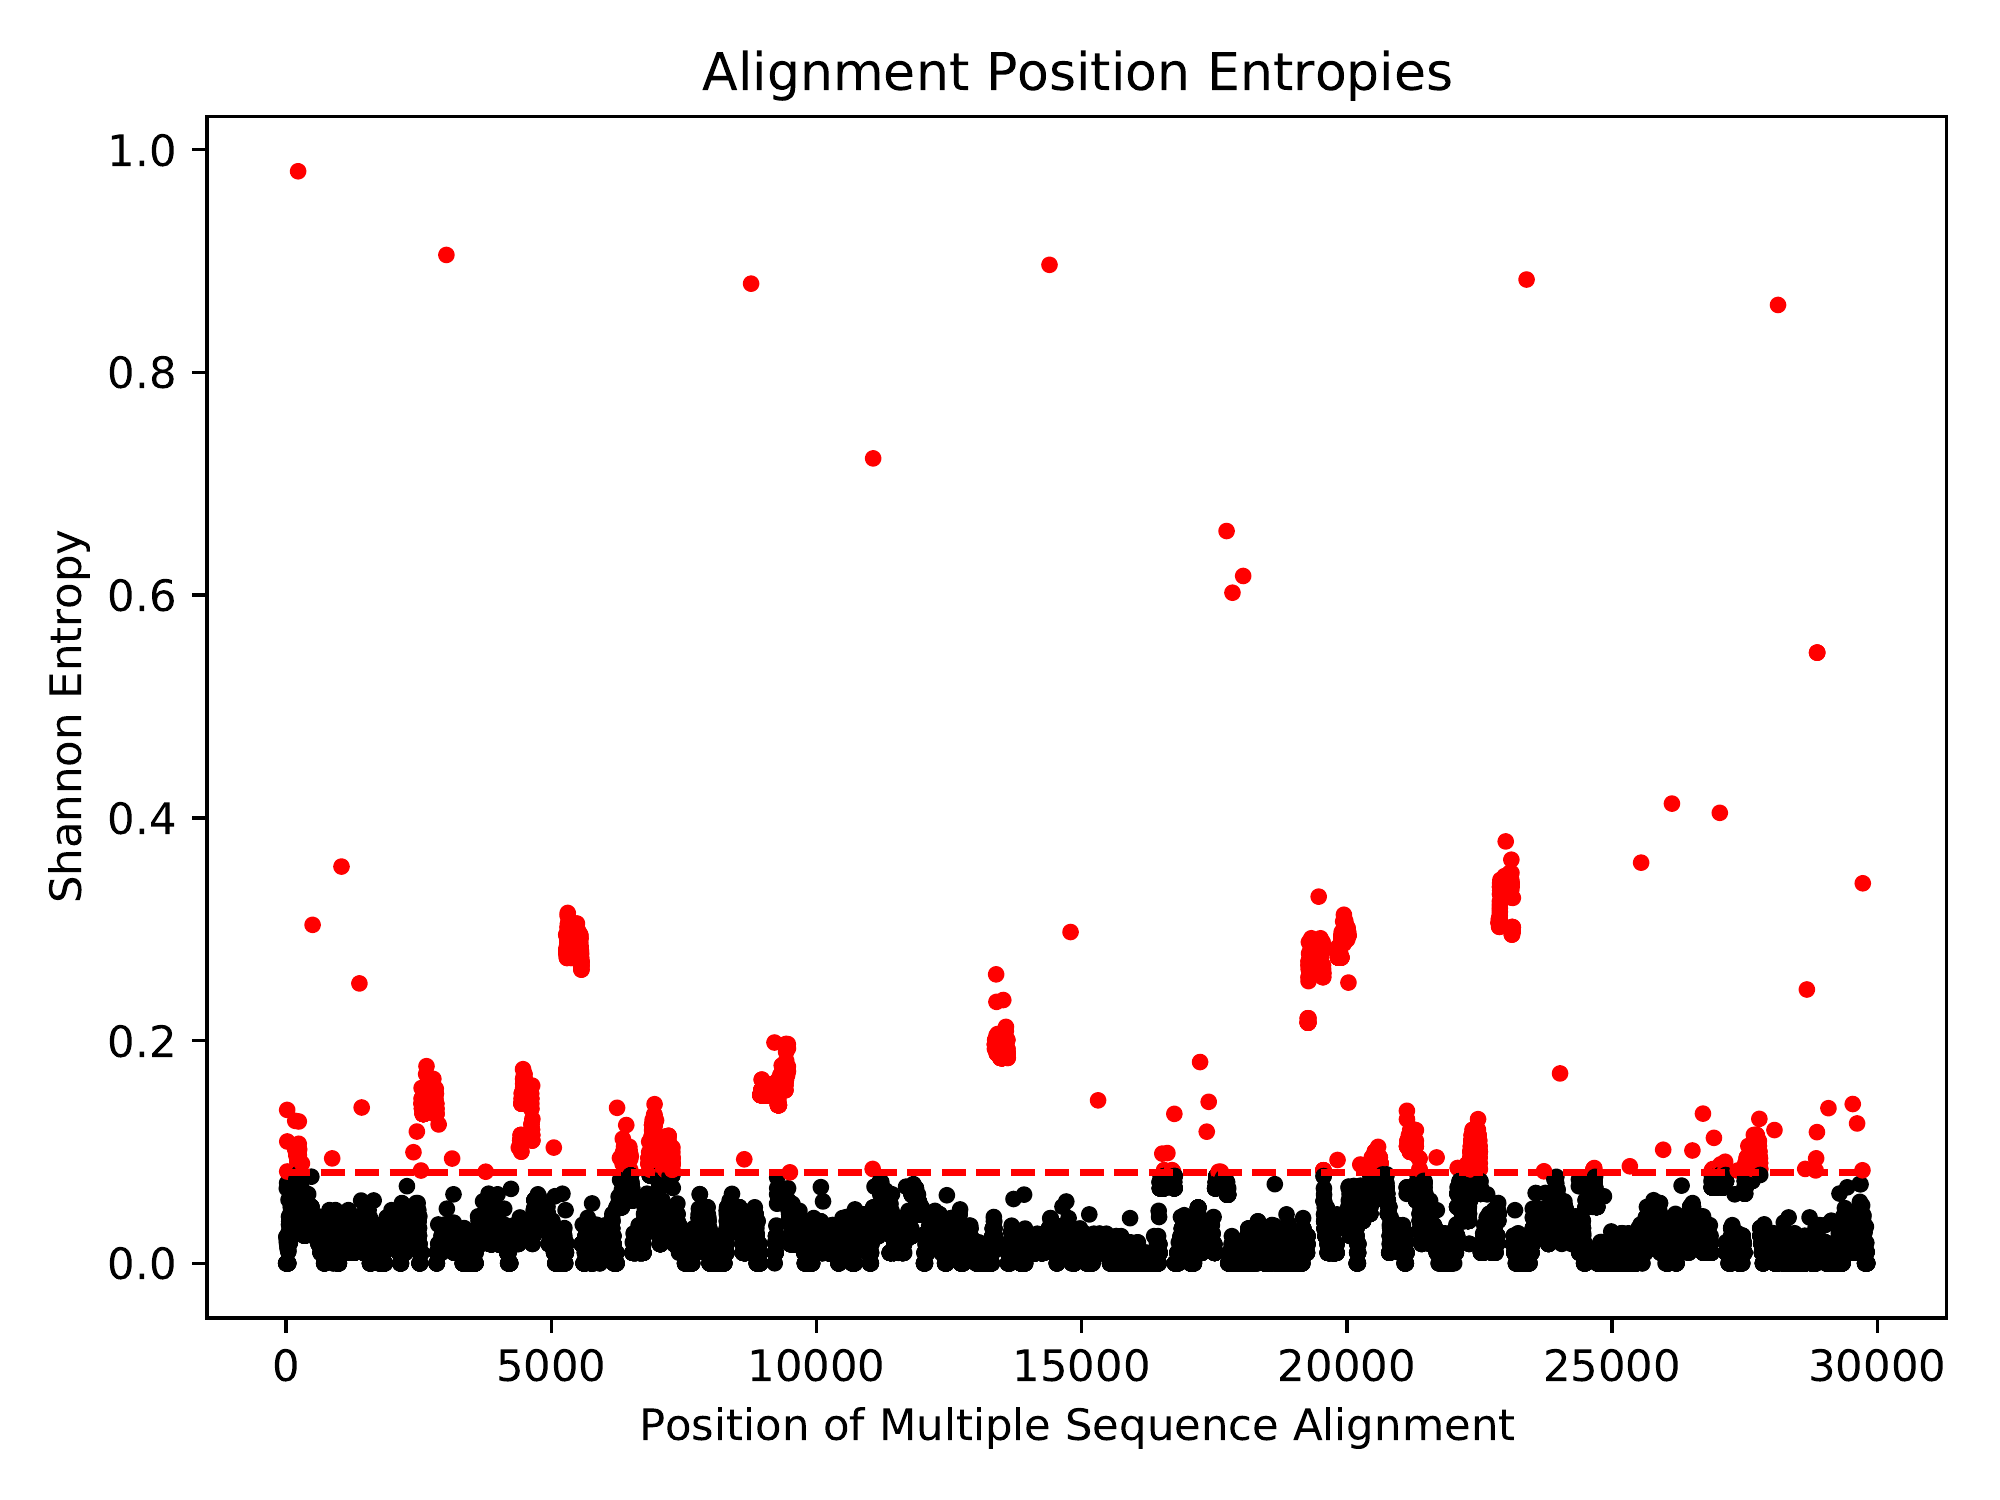 Alignment Position Entropies
1.0
0.8
0.6
0.4
0.2
0.0
Shannon Entropy
0 5000 10000 15000 20000 25000 30000
Position of Multiple Sequence Alignment